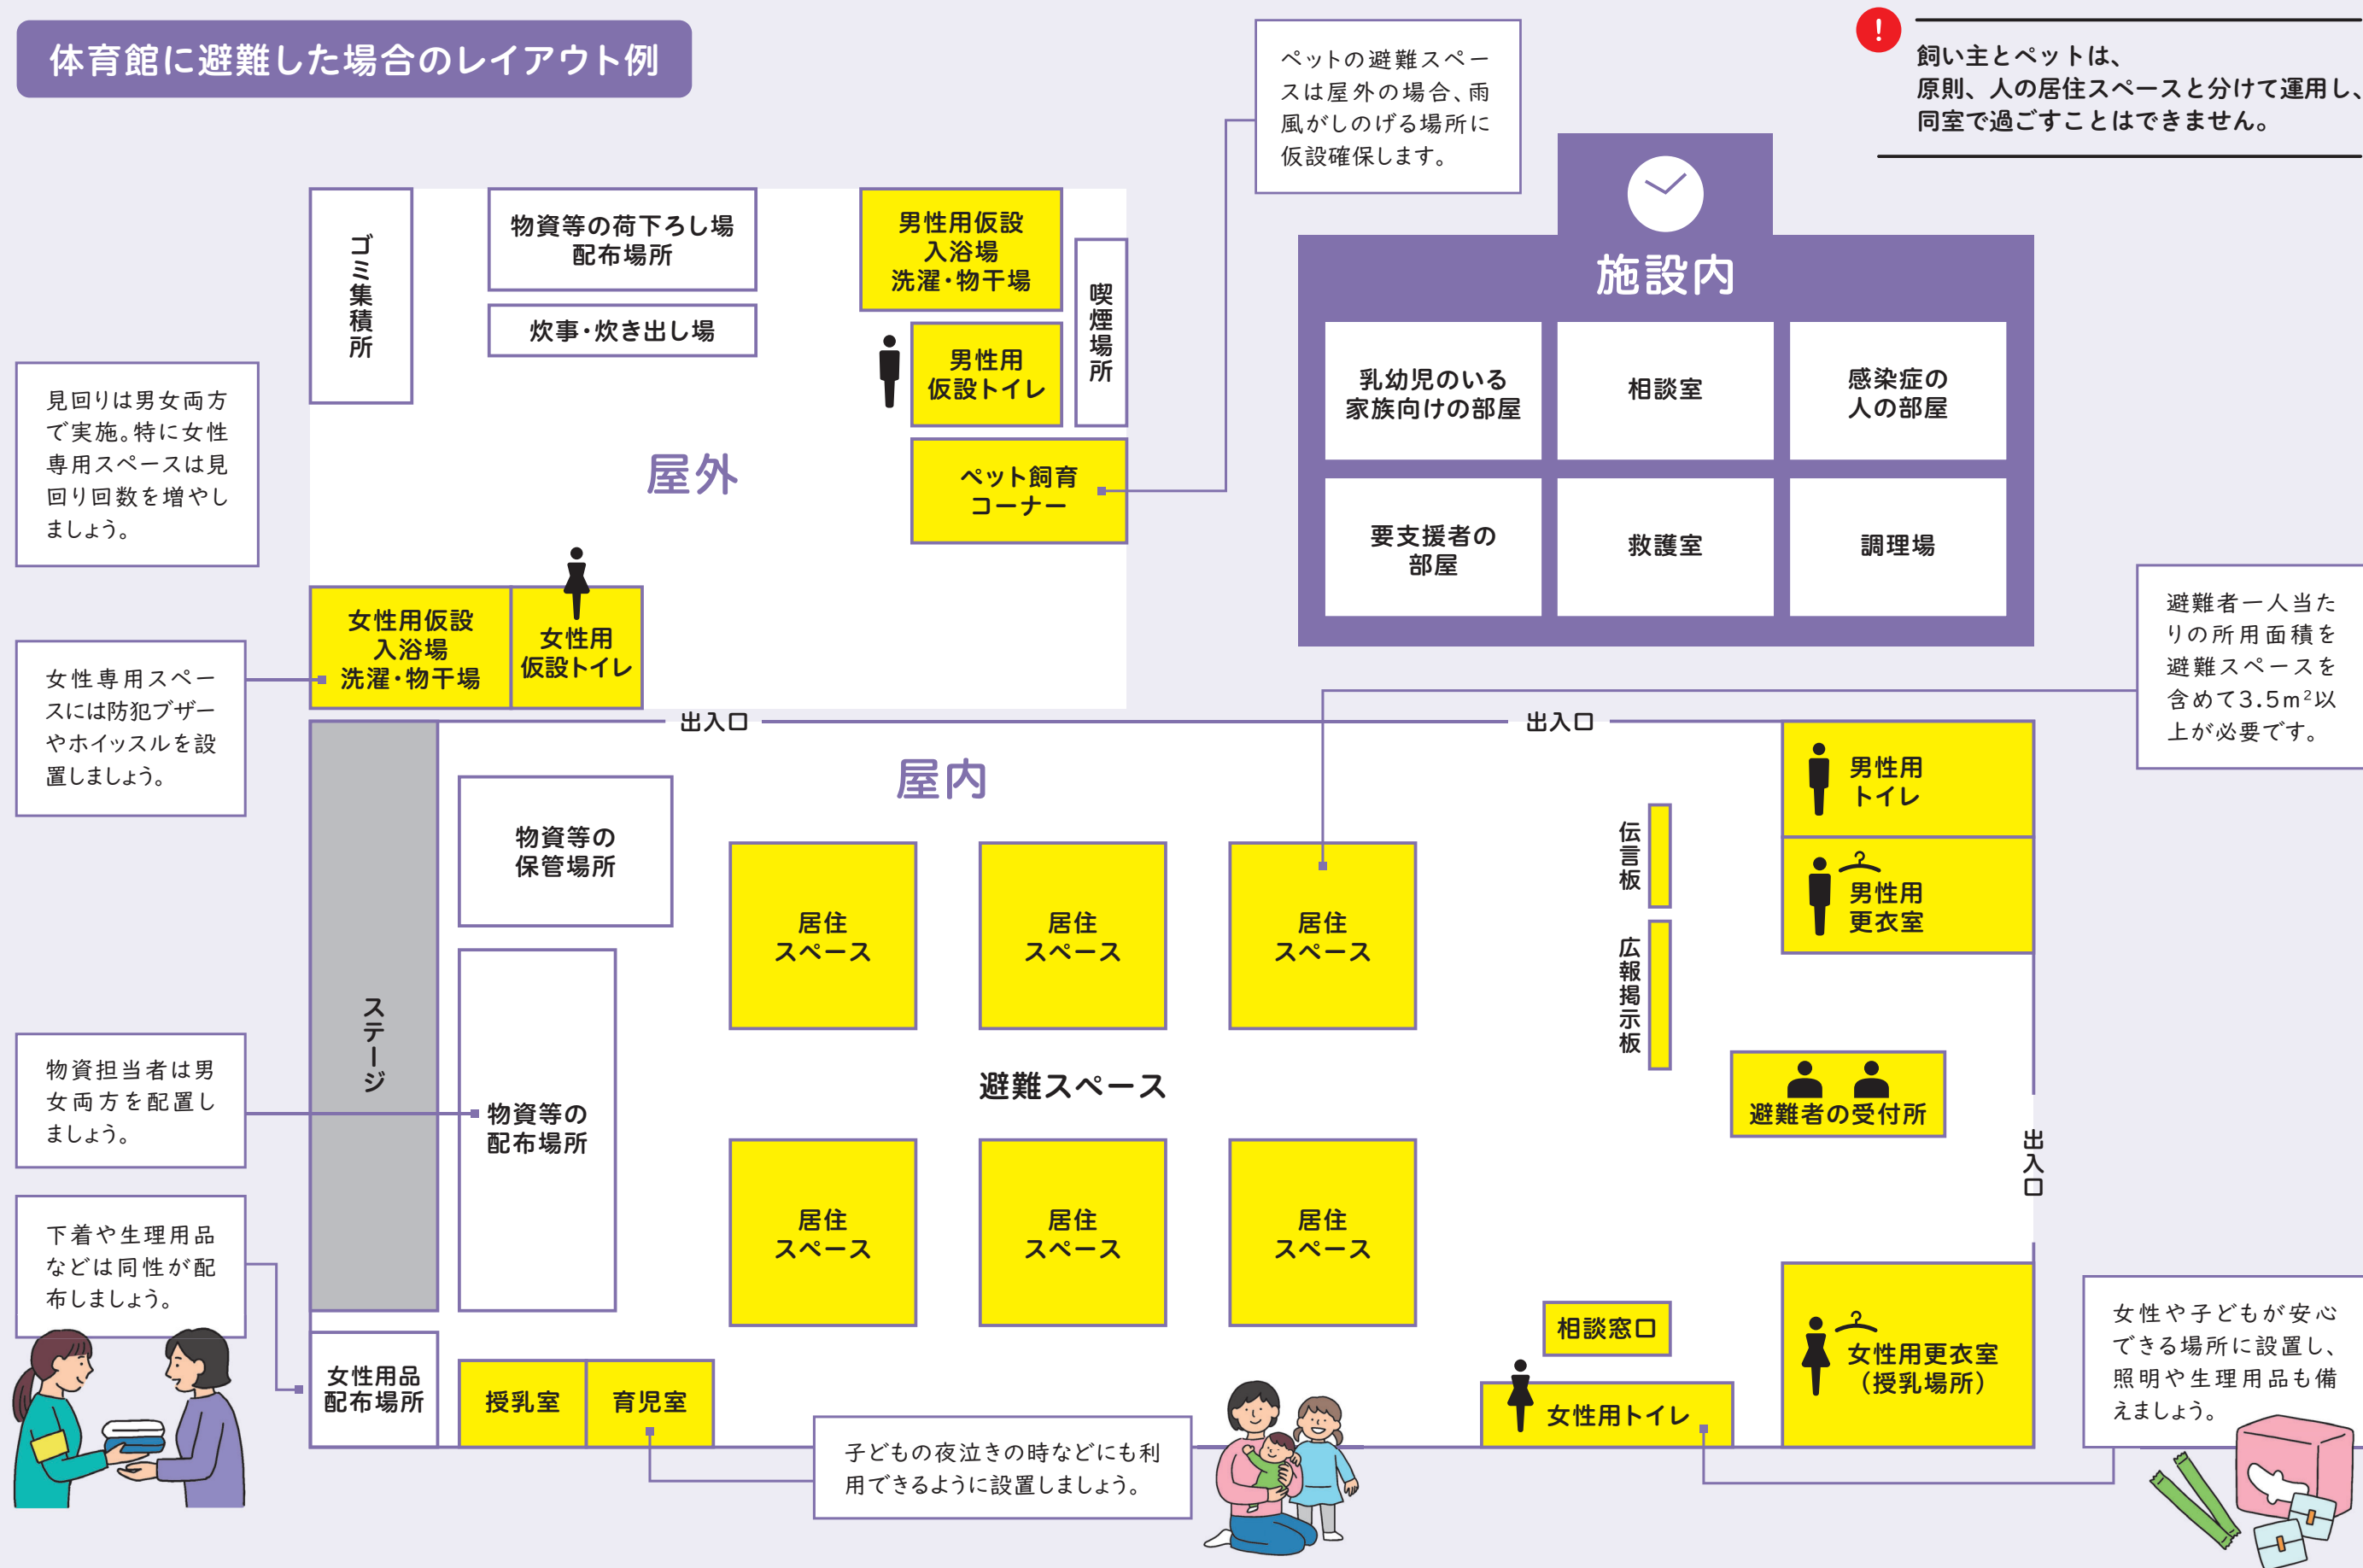 体育館に避難した場合のレイアウト例
ペットの避難スペー
スは屋外の場合、雨
風がしのげる場所に
仮設確保します。
!
飼い主とペットは、
原則、人の居住スペースと分けて運用し、
同室で過ごすことはできません。
ゴミ集積所
物資等の荷下ろし場
配布場所
炊事・炊き出し場
男性用仮設
入浴場
洗濯・物干場
喫煙場所
男性用
仮設トイレ
ペット飼育
コーナー
屋外
女性用仮設
入浴場
洗濯・物干場
女性用
仮設トイレ
施設内
乳幼児のいる
家族向けの部屋
相談室
感染症の
人の部屋
要支援者の
部屋
救護室
調理場
見回りは男女両方
で実施。特に女性
専用スペースは見
回り回数を増やし
ましょう。
女性専用スペー
スには防犯ブザー
やホイッスルを設
置しましょう。
避難者一人当た
りの所用面積を
避難スペースを
含めて3.5m²以
上が必要です。
出入口
出入口
屋内
ステージ
物資等の
保管場所
物資等の
配布場所
居住
スペース
居住
スペース
居住
スペース
避難スペース
居住
スペース
居住
スペース
居住
スペース
伝言板
広報掲示板
男性用
トイレ
男性用
更衣室
避難者の受付所
出入口
物資担当者は男
女両方を配置し
ましょう。
下着や生理用品
などは同性が配
布しましょう。
女性用品
配布場所
授乳室
育児室
子どもの夜泣きの時などにも利
用できるように設置しましょう。
相談窓口
女性用トイレ
女性用更衣室
（授乳場所）
女性や子どもが安心
できる場所に設置し、
照明や生理用品も備
えましょう。